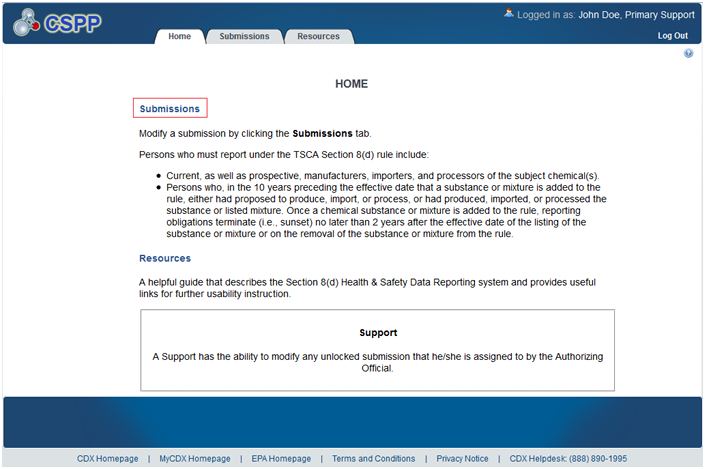 CSPP
Logged in as: John Doe, Primary Support
Home
Submissions
Resources
Log Out
HOME
Submissions
Modify a submission by clicking the Submissions tab.
Persons who must report under the TSCA Section 8(d) rule include:
Current, as well as prospective, manufacturers, importers, and processors of the subject chemical(s).
Persons who, in the 10 years preceding the effective date that a substance or mixture is added to the
rule, either had proposed to produce, import, or process, or had produced, imported, or processed the
substance or listed mixture. Once a chemical substance or mixture is added to the rule, reporting
obligations terminate (i.e., sunset) no later than 2 years after the effective date of the listing of the
substance or mixture or on the removal of the substance or mixture from the rule.
Resources
A helpful guide that describes the Section 8(d) Health & Safety Data Reporting system and provides useful
links for further usability instruction.
Support
A Support has the ability to modify any unlocked submission that he/she is assigned to by the Authorizing
Official.
CDX Homepage | MyCDX Homepage | EPA Homepage | Terms and Conditions | Privacy Notice | CDX Helpdesk: (888) 890-1995